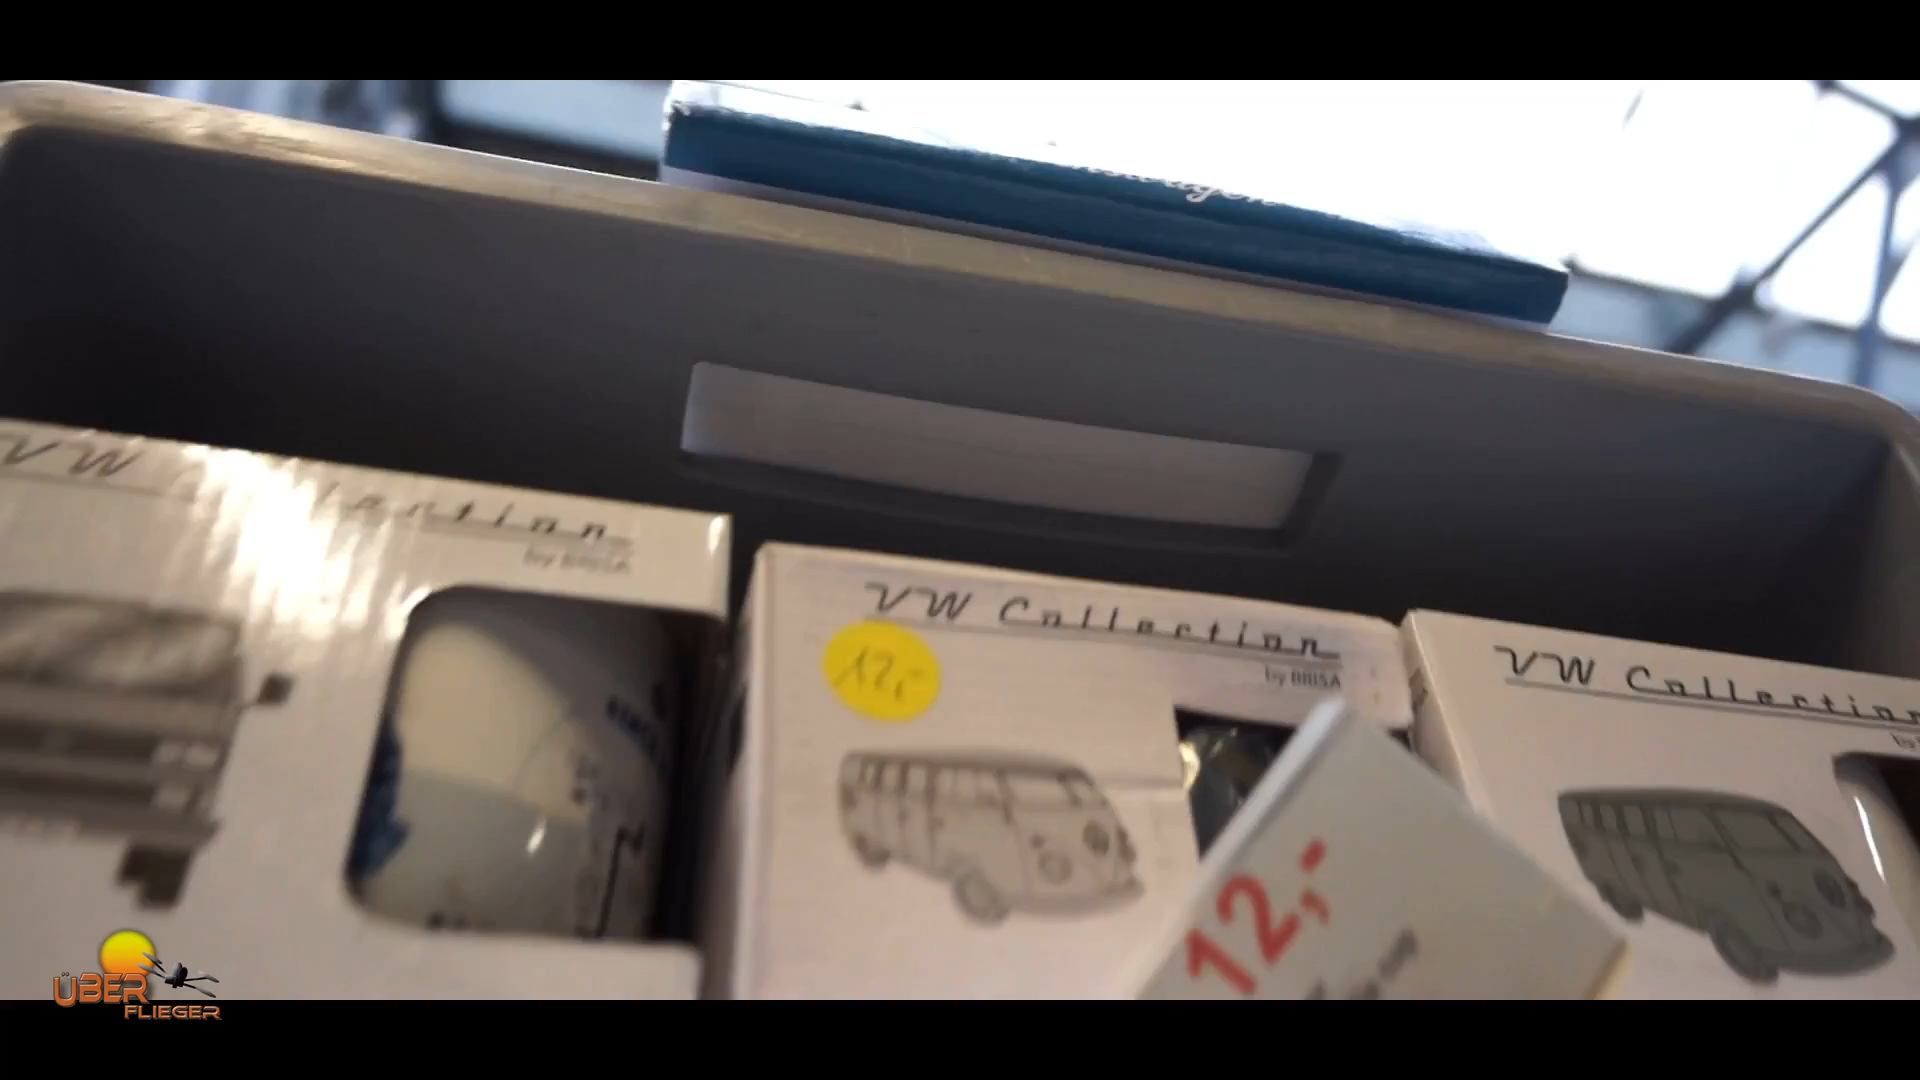 VW Collection
by BRISA
VW Collection
by BRISA
12,-
VW Collection
12,-
ÜBER
FLIEGER